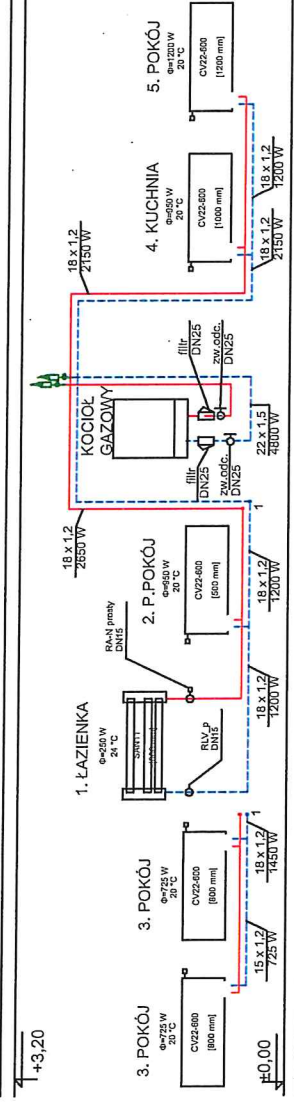 +3,20
±0,00
3. POKÓJ
Φ=725 W
20 °C
CV22-600
[800 mm]
15 x 1,2
725 W
3. POKÓJ
Φ=725 W
20 °C
CV22-600
[800 mm]
18 x 1,2
1450 W
1
1. ŁAZIENKA
Φ=250 W
24 °C
SANTI
RLV_p
DN15
RA-N prosty
DN15
18 x 1,2
1200 W
2. P.POKÓJ
Φ=950 W
20 °C
CV22-600
[500 mm]
18 x 1,2
1200 W
1
18 x 1,2
2650 W
KOCIOŁ
GAZOWY
filtr
DN25
zw.odc.
DN25
filtr
DN25
zw.odc.
DN25
22 x 1,5
4800 W
18 x 1,2
2150 W
4. KUCHNIA
Φ=950 W
20 °C
CV22-600
[1000 mm]
18 x 1,2
2150 W
5. POKÓJ
Φ=1200 W
20 °C
CV22-600
[1200 mm]
18 x 1,2
1200 W